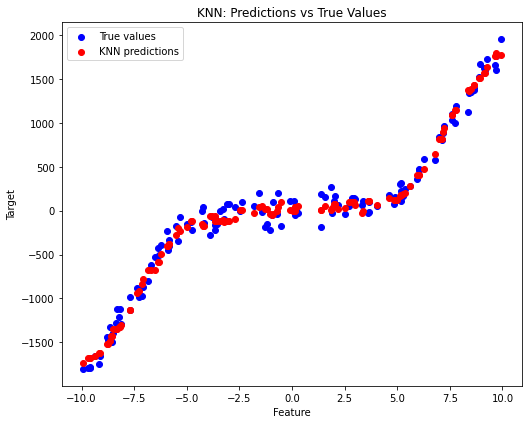 KNN: Predictions vs True Values
True values
KNN predictions
Target
2000
1500
1000
500
0
−500
−1000
−1500
−10.0 −7.5 −5.0 −2.5 0.0 2.5 5.0 7.5 10.0
Feature